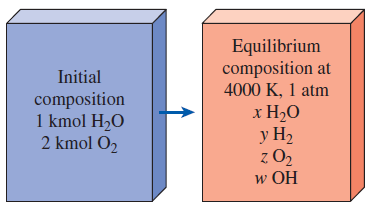 Initial
composition
1 kmol H₂O
2 kmol O₂
Equilibrium
composition at
4000 K, 1 atm
x H₂O
y H₂
z O₂
w OH